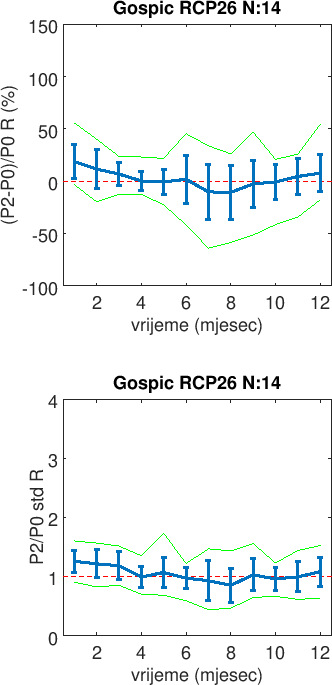 Gospic RCP26 N:14
150
100
50
0
-50
-100
(P2-P0)/P0 R (%)
2 4 6 8 10 12
vrijeme (mjesec)
Gospic RCP26 N:14
4
3
2
1
0
P2/P0 std R
2 4 6 8 10 12
vrijeme (mjesec)